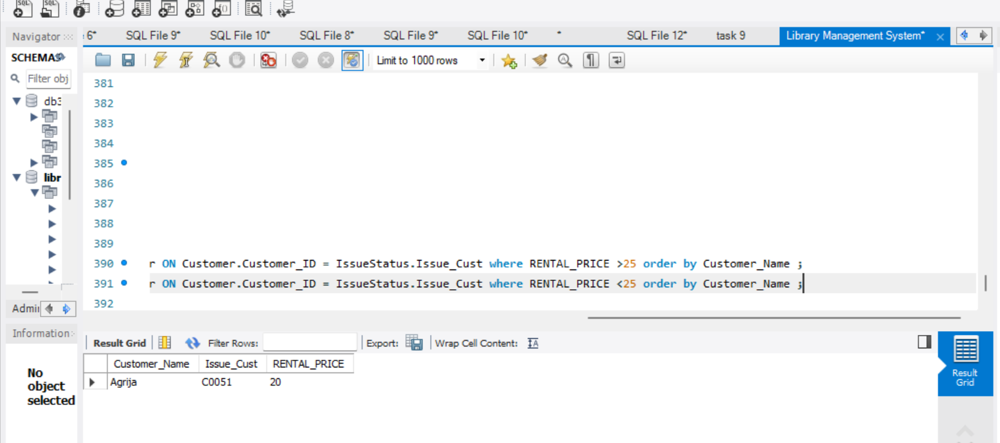 SQL SQL
Navigator 6* SQL File 9* SQL File 10* SQL File 8* SQL File 9* SQL File 10* * SQL File 12* task 9 Library Management System* ×
SCHEMAS
Limit to 1000 rows
Filter obj
db3
libr
381
382
383
384
385
386
387
388
389
390 r ON Customer.Customer_ID = IssueStatus.Issue_Cust where RENTAL_PRICE >25 order by Customer_Name ;
391 r ON Customer.Customer_ID = IssueStatus.Issue_Cust where RENTAL_PRICE <25 order by Customer_Name ;
392
Admi
Information
No
object
selected
Result Grid Filter Rows: Export: Wrap Cell Content: IA
Customer_Name Issue_Cust RENTAL_PRICE
Agrija C0051 20
Result
Grid